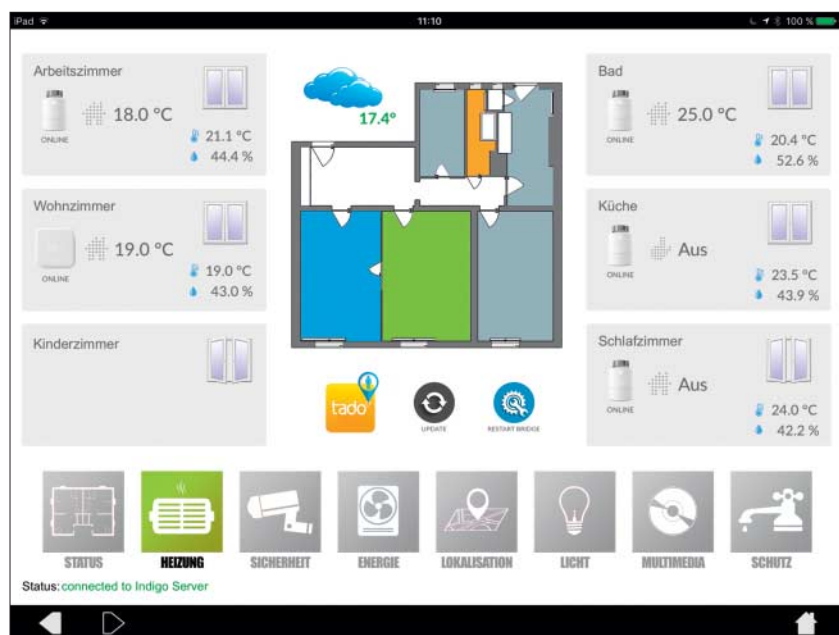 iPad 11:10 100 %
Arbeitszimmer
18.0 °C
ONLINE
21.1 °C
44.4 %
Wohnzimmer
19.0 °C
ONLINE
19.0 °C
43.0 %
Kinderzimmer
17.4°
tado°
UPDATE
RESTART BRIDGE
Bad
25.0 °C
ONLINE
20.4 °C
52.6 %
Küche
Aus
ONLINE
23.5 °C
43.9 %
Schlafzimmer
Aus
ONLINE
24.0 °C
42.2 %
STATUS HEIZUNG SICHERHEIT ENERGIE LOKALISATION LICHT MULTIMEDIA SCHUTZ
Status: connected to Indigo Server